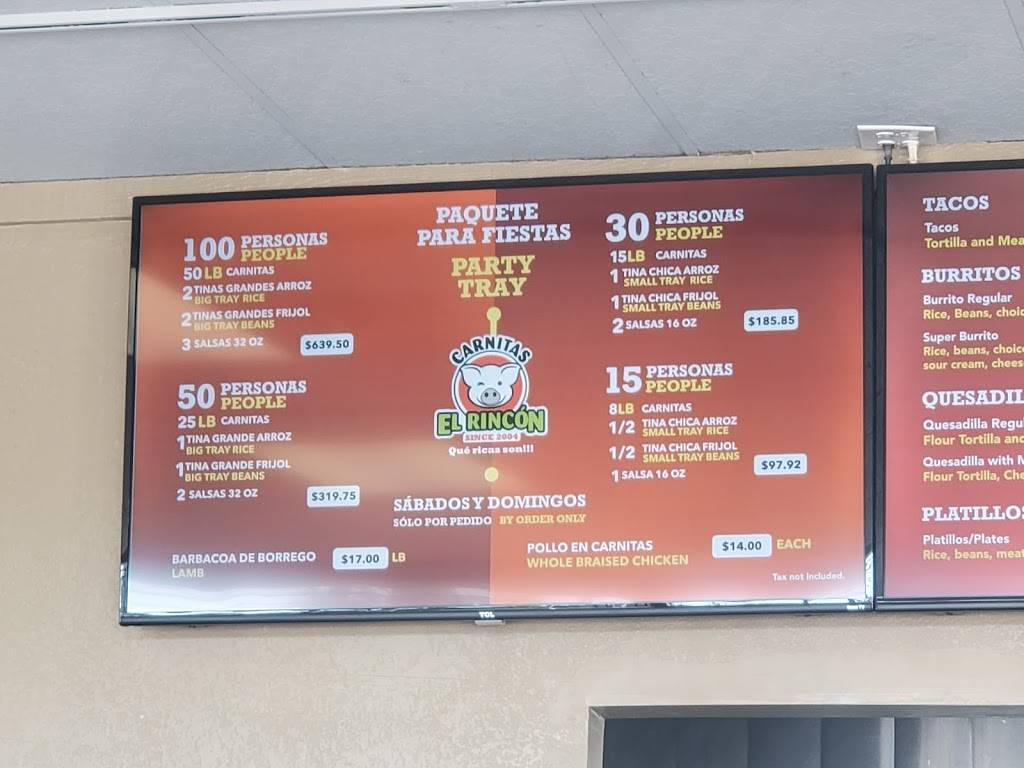 PAQUETE
PARA FIESTAS
PARTY
TRAY
100 PERSONAS
PEOPLE
50 LB CARNITAS
2 TINAS GRANDES ARROZ
BIG TRAY RICE
2 TINAS GRANDES FRIJOL
BIG TRAY BEANS
3 SALSAS 32 OZ
$639.50
50 PERSONAS
PEOPLE
25 LB CARNITAS
1 TINA GRANDE ARROZ
BIG TRAY RICE
1 TINA GRANDE FRIJOL
BIG TRAY BEANS
2 SALSAS 32 OZ
$319.75
CARNITAS
EL RINCÓN
SINCE 2004
Qué ricas son!!!
30 PERSONAS
PEOPLE
15LB CARNITAS
1 TINA CHICA ARROZ
SMALL TRAY RICE
1 TINA CHICA FRIJOL
SMALL TRAY BEANS
2 SALSAS 16 OZ
$185.85
15 PERSONAS
PEOPLE
8LB CARNITAS
1/2 TINA CHICA ARROZ
SMALL TRAY RICE
1/2 TINA CHICA FRIJOL
SMALL TRAY BEANS
1 SALSA 16 OZ
$97.92
SÁBADOS Y DOMINGOS
SÓLO POR PEDIDO BY ORDER ONLY
BARBACOA DE BORREGO $17.00 LB
LAMB
POLLO EN CARNITAS $14.00 EACH
WHOLE BRAISED CHICKEN
Tax not Included.
TCL
Roku TV
TACOS
Tacos
Tortilla and Mea
BURRITOS
Burrito Regular
Rice, Beans, choic
Super Burrito
Rice, beans, choice
sour cream, chees
QUESADIL
Quesadilla Regul
Flour Tortilla and
Quesadilla with M
Flour Tortilla, Che
PLATILLOS
Platillos/Plates
Rice, beans, meat